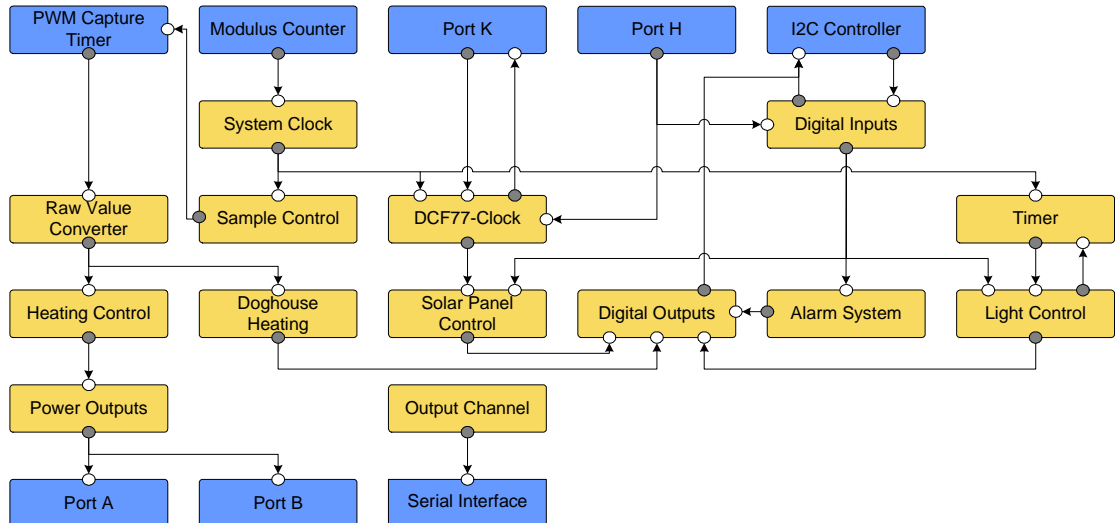 PWM Capture
Timer
Modulus Counter
Port K
Port H
I2C Controller
System Clock
Digital Inputs
Raw Value
Converter
Sample Control
DCF77-Clock
Timer
Heating Control
Doghouse
Heating
Solar Panel
Control
Digital Outputs
Alarm System
Light Control
Power Outputs
Output Channel
Port A
Port B
Serial Interface